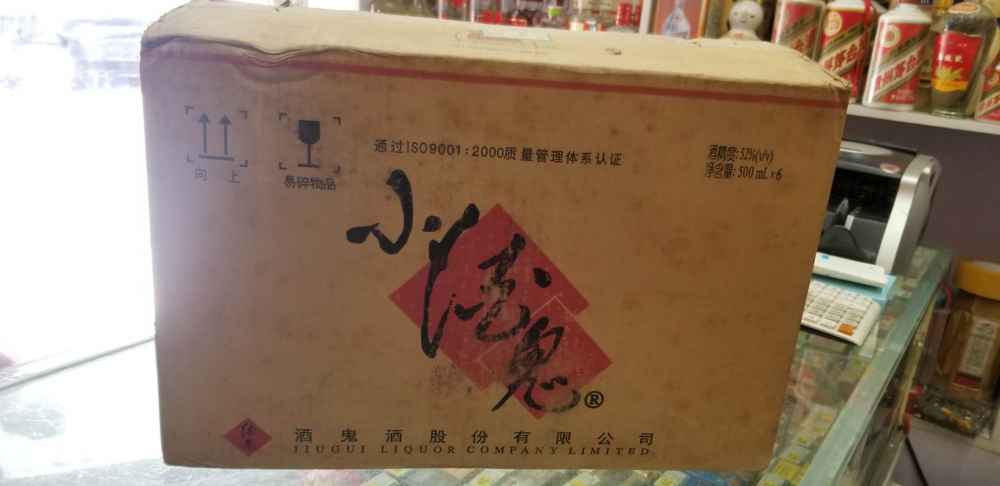 通过ISO9001:2000质量管理体系认证
酒精度:52%(v/v)
净含量:500mL×6
向上
易碎物品
小酒鬼®
酒鬼酒股份有限公司
JIUGUI LIQUOR COMPANY LIMITED